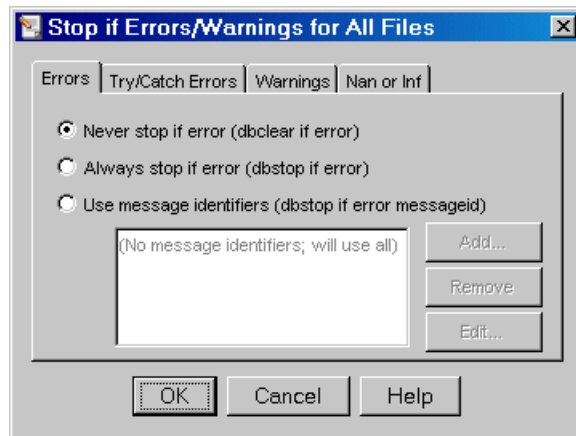 Stop if Errors/Warnings for All Files
Errors Try/Catch Errors Warnings Nan or Inf
Never stop if error (dbclear if error)
Always stop if error (dbstop if error)
Use message identifiers (dbstop if error messageid)
(No message identifiers; will use all) Add...
Remove
Edit...
OK Cancel Help